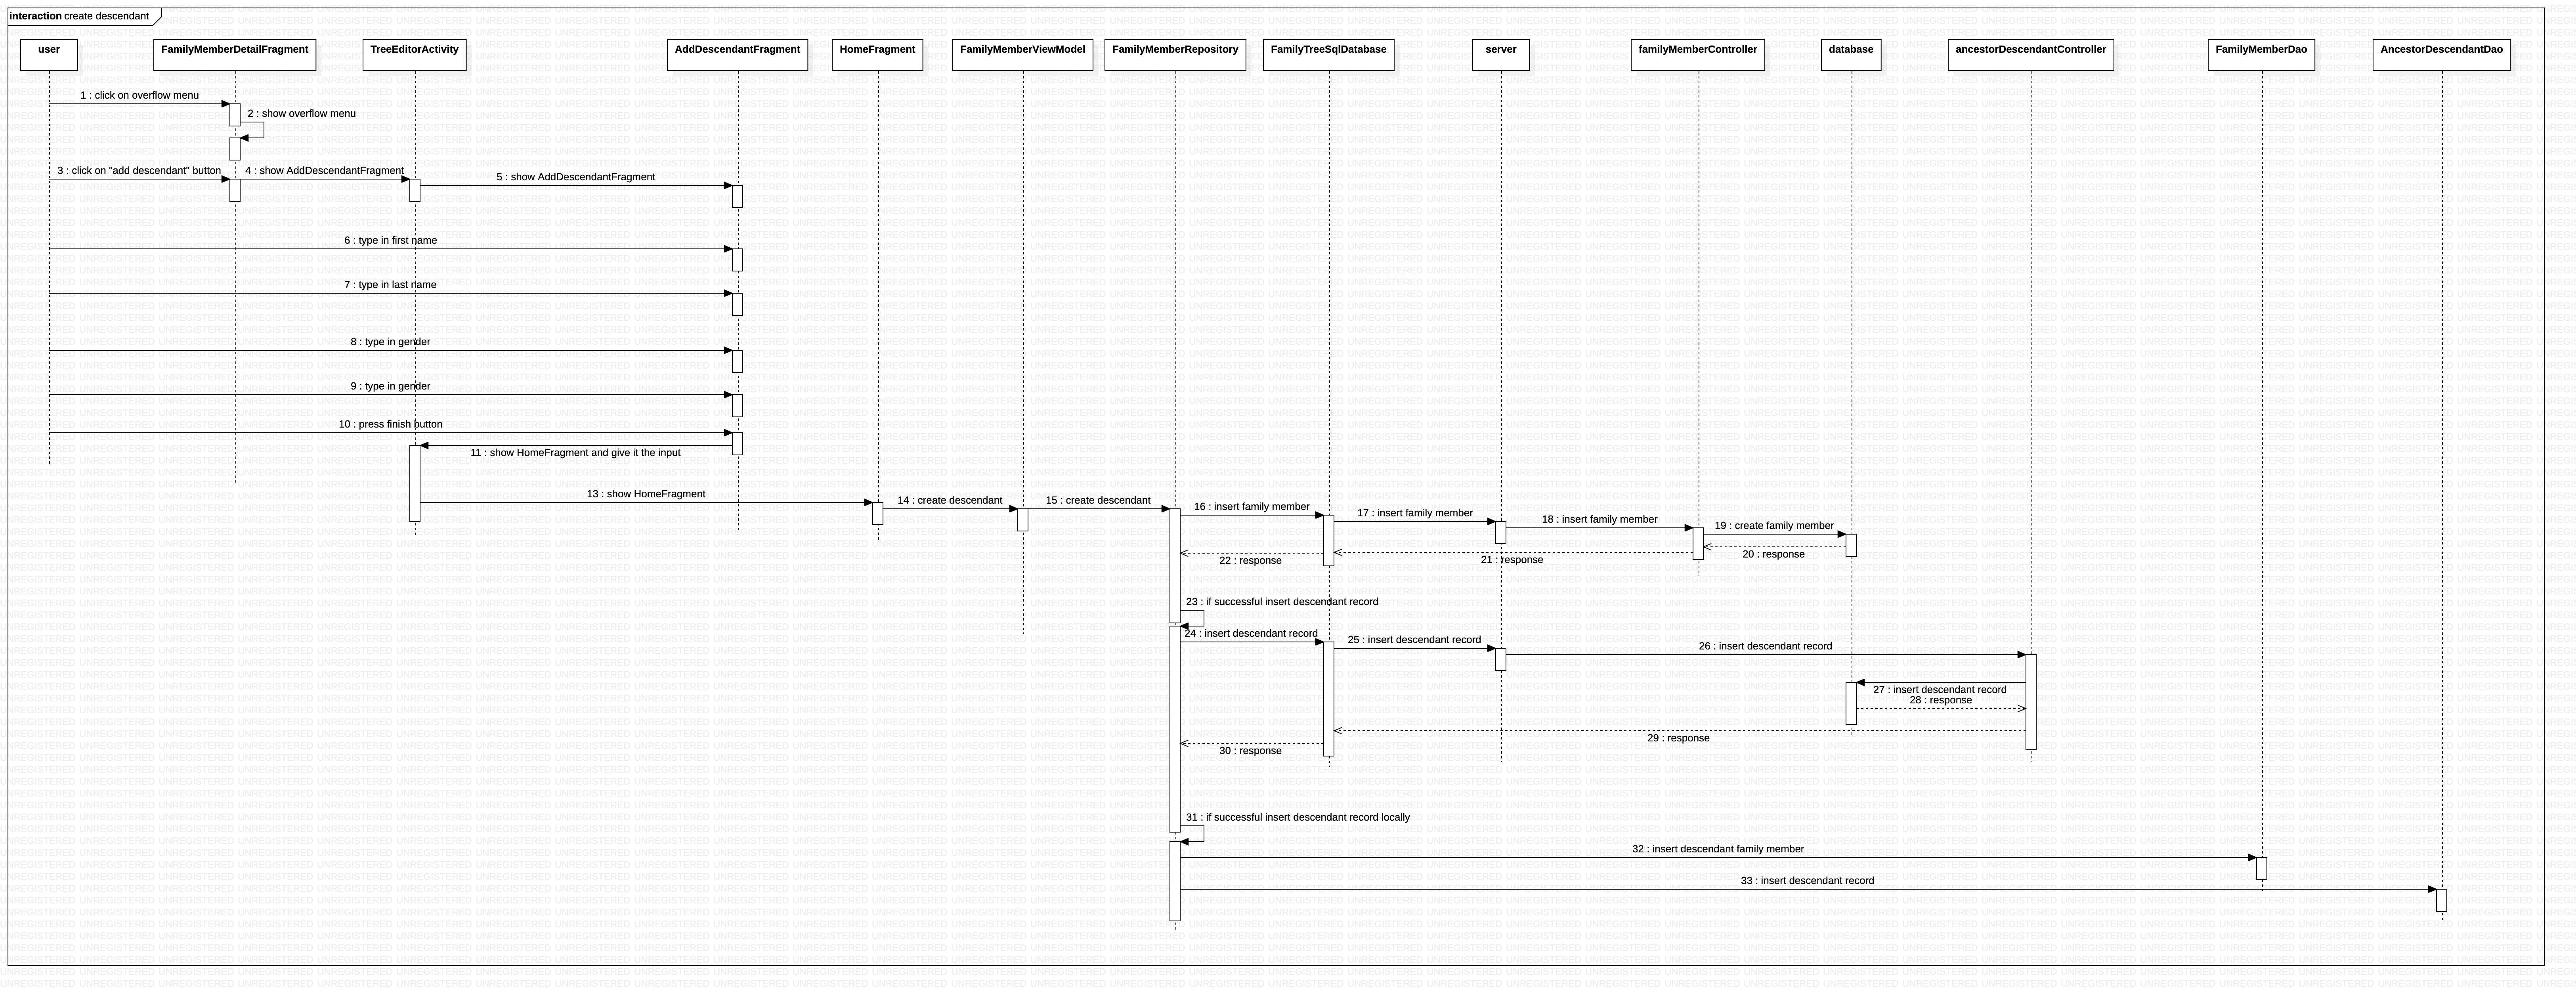 interaction create descendant
user
FamilyMemberDetailFragment
TreeEditorActivity
AddDescendantFragment
HomeFragment
FamilyMemberViewModel
FamilyMemberRepository
FamilyTreeSqlDatabase
server
familyMemberController
database
ancestorDescendantController
FamilyMemberDao
AncestorDescendantDao
1 : click on overflow menu
2 : show overflow menu
3 : click on "add descendant" button
4 : show AddDescendantFragment
5 : show AddDescendantFragment
6 : type in first name
7 : type in last name
8 : type in gender
9 : type in gender
10 : press finish button
11 : show HomeFragment and give it the input
13 : show HomeFragment
14 : create descendant
15 : create descendant
16 : insert family member
17 : insert family member
18 : insert family member
19 : create family member
20 : response
21 : response
22 : response
23 : if successful insert descendant record
24 : insert descendant record
25 : insert descendant record
26 : insert descendant record
27 : insert descendant record
28 : response
29 : response
30 : response
31 : if successful insert descendant record locally
32 : insert descendant family member
33 : insert descendant record
UNREGISTERED